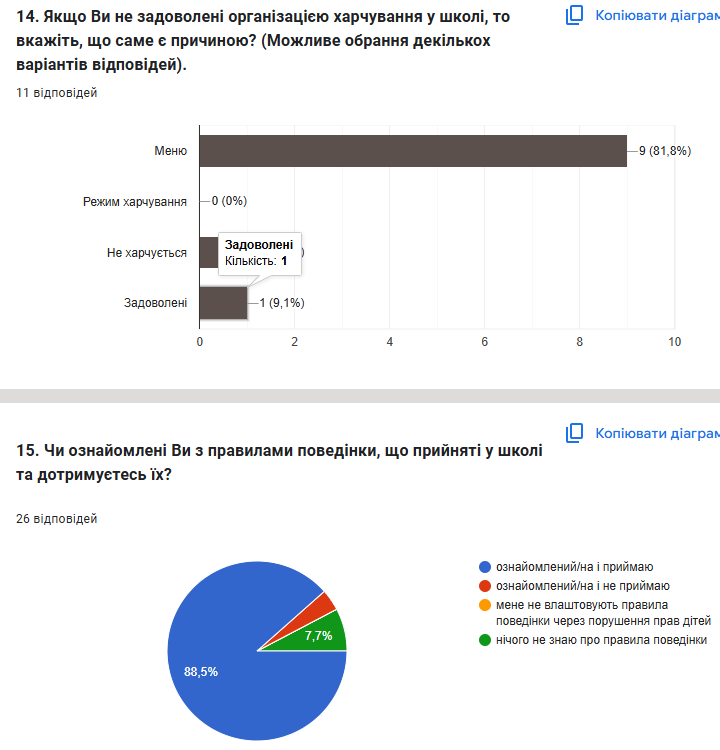 14. Якщо Ви не задоволені організацією харчування у школі, то
вкажіть, що саме є причиною? (Можливе обрання декількох
варіантів відповідей).
Копіювати діаграм
11 відповідей
Меню
9 (81,8%)
Режим харчування
0 (0%)
Не харчується
)
Задоволені
Кількість: 1
Задоволені
1 (9,1%)
0 2 4 6 8 10
Копіювати діаграм
15. Чи ознайомлені Ви з правилами поведінки, що прийняті у школі
та дотримуєтесь їх?
26 відповідей
ознайомлений/на і приймаю
ознайомлений/на і не приймаю
мене не влаштовують правила
поведінки через порушення прав дітей
нічого не знаю про правила поведінки
7,7%
88,5%